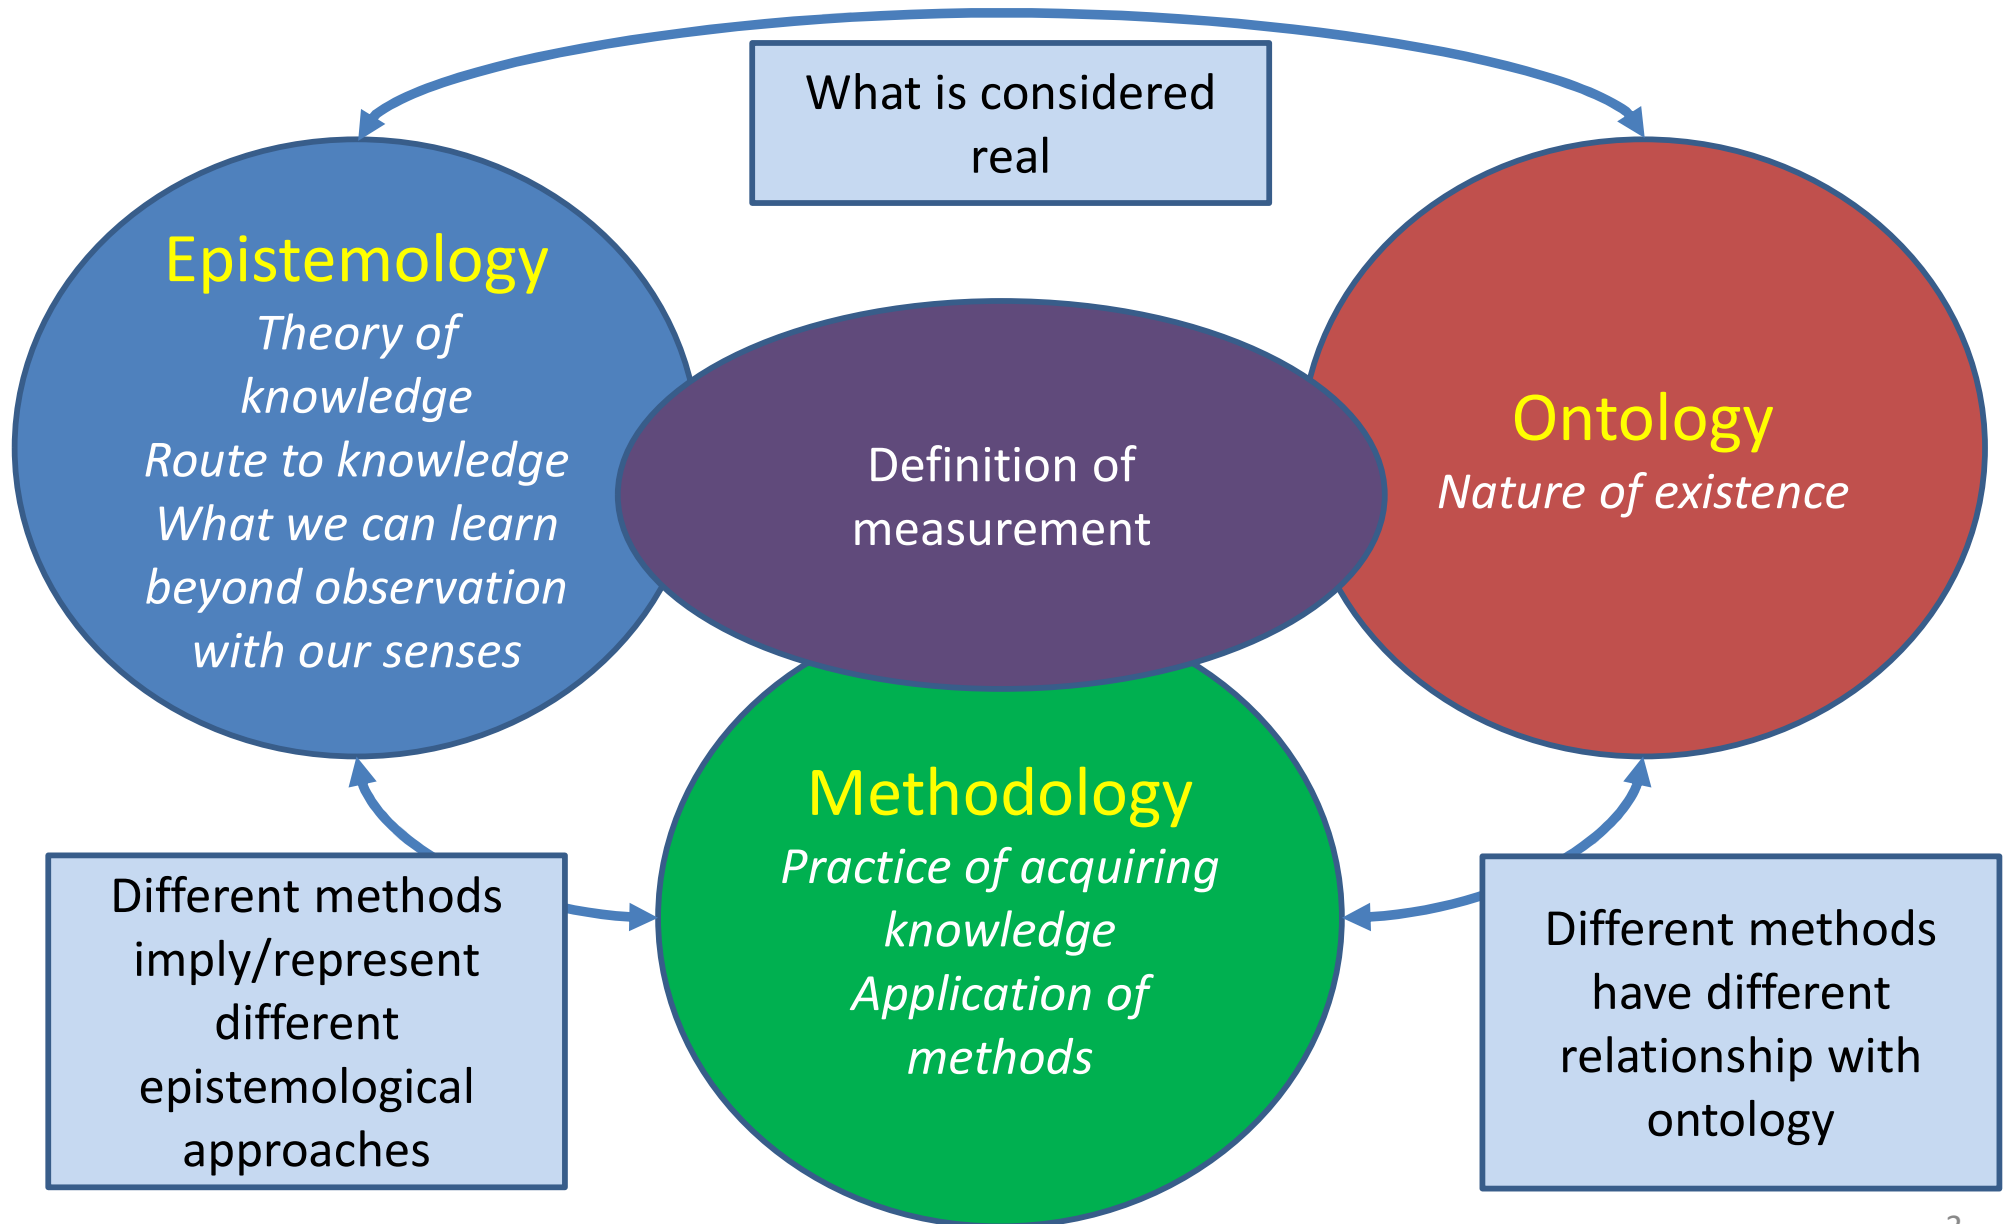 What is considered
real
Epistemology
Theory of
knowledge
Route to knowledge
What we can learn
beyond observation
with our senses
Definition of
measurement
Ontology
Nature of existence
Methodology
Practice of acquiring
knowledge
Application of
methods
Different methods
imply/represent
different
epistemological
approaches
Different methods
have different
relationship with
ontology